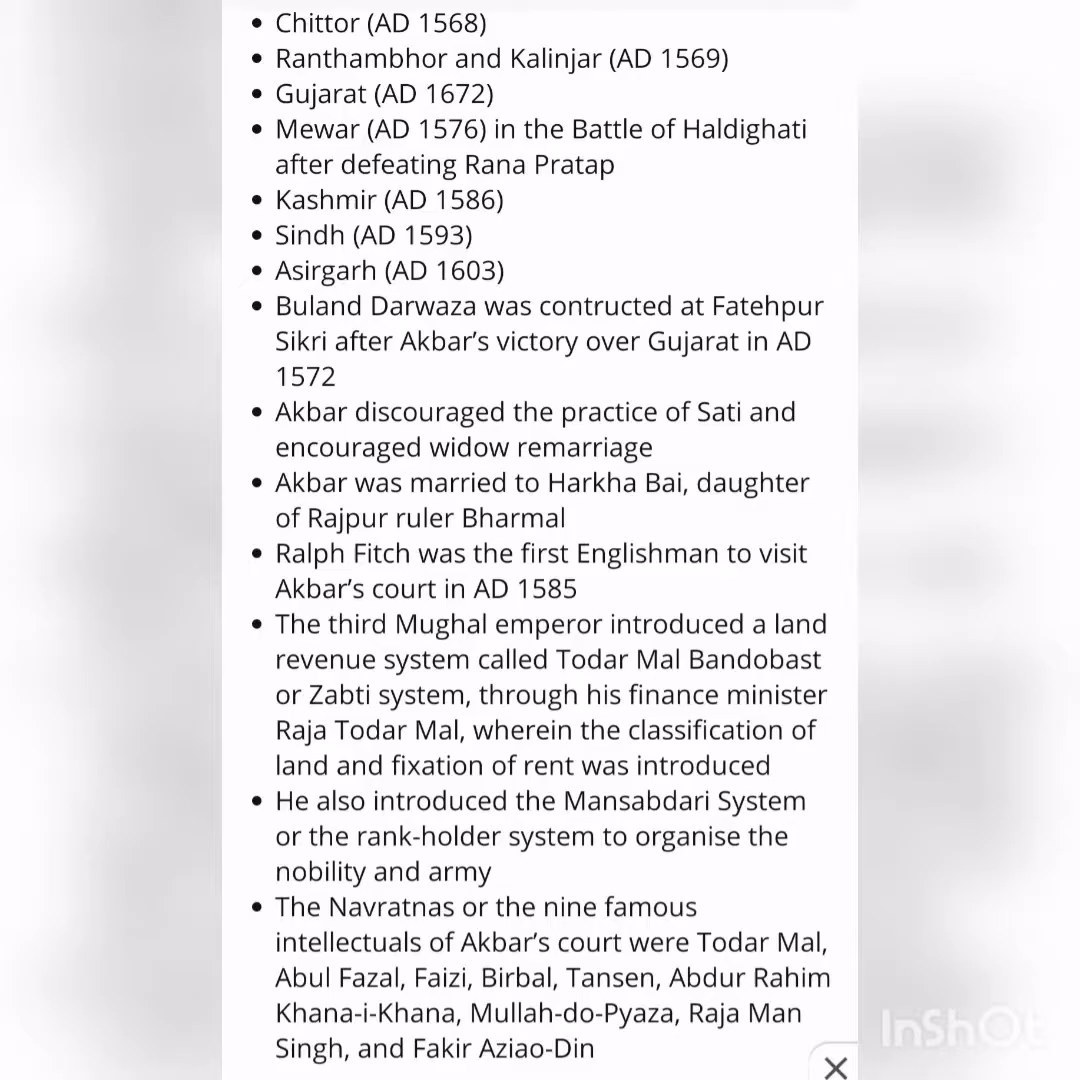 • Chittor (AD 1568)
• Ranthambhor and Kalinjar (AD 1569)
• Gujarat (AD 1672)
• Mewar (AD 1576) in the Battle of Haldighati
after defeating Rana Pratap
• Kashmir (AD 1586)
• Sindh (AD 1593)
• Asirgarh (AD 1603)
• Buland Darwaza was contructed at Fatehpur
Sikri after Akbar’s victory over Gujarat in AD
1572
• Akbar discouraged the practice of Sati and
encouraged widow remarriage
• Akbar was married to Harkha Bai, daughter
of Rajpur ruler Bharmal
• Ralph Fitch was the first Englishman to visit
Akbar’s court in AD 1585
• The third Mughal emperor introduced a land
revenue system called Todar Mal Bandobast
or Zabti system, through his finance minister
Raja Todar Mal, wherein the classification of
land and fixation of rent was introduced
• He also introduced the Mansabdari System
or the rank-holder system to organise the
nobility and army
• The Navratnas or the nine famous
intellectuals of Akbar’s court were Todar Mal,
Abul Fazal, Faizi, Birbal, Tansen, Abdur Rahim
Khana-i-Khana, Mullah-do-Pyaza, Raja Man
Singh, and Fakir Aziao-Din
InShOt